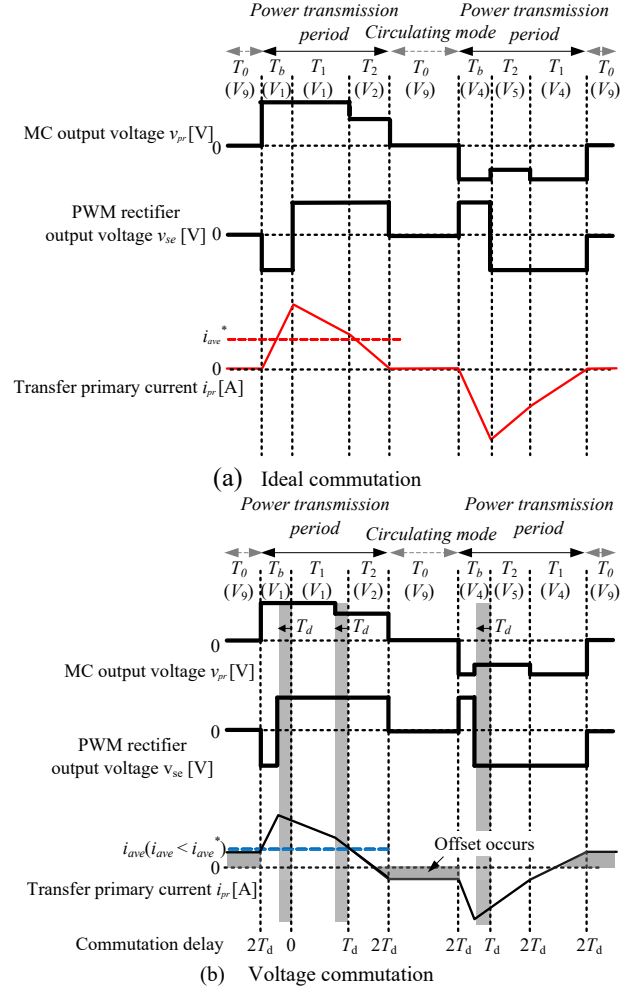 Power transmission period
Circulating mode
Power transmission period
T0 Tb T1 T2 T0 Tb T2 T1 T0
(V9) (V1) (V1) (V2) (V9) (V4) (V5) (V4) (V9)
MC output voltage vpr [V]
0
PWM rectifier
output voltage vse [V]
0
iave*
0
Transfer primary current ipr [A]
(a) Ideal commutation
Power transmission period
Circulating mode
Power transmission period
T0 Tb T1 T2 T0 Tb T2 T1 T0
(V9) (V1) (V1) (V2) (V9) (V4) (V5) (V4) (V9)
Td Td Td
0
MC output voltage vpr [V]
0
PWM rectifier
output voltage vse [V]
iave(iave < iave*)
Offset occurs
0
Transfer primary current ipr [A]
Commutation delay 2Td 0 Td 2Td 2Td Td 0 2Td
(b) Voltage commutation